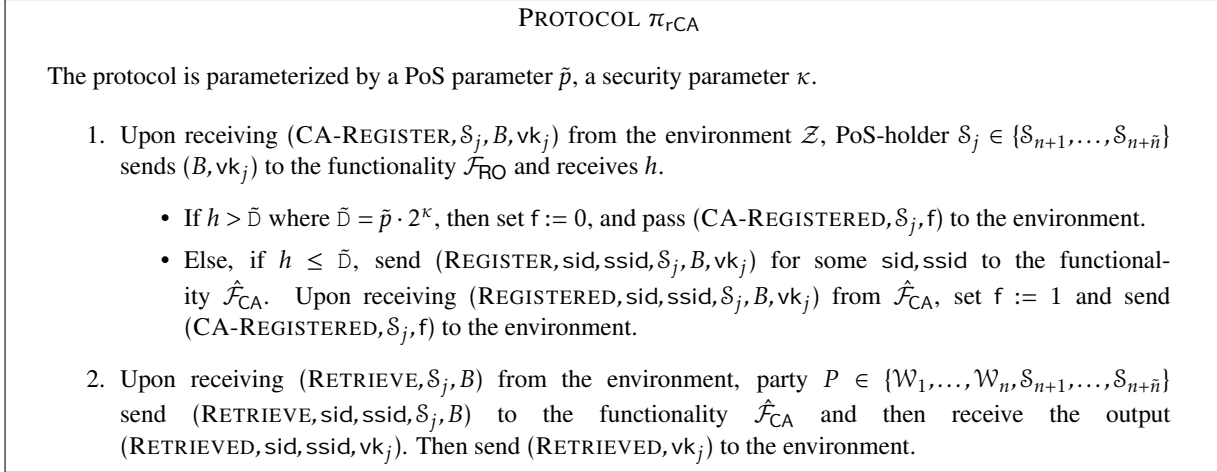 PROTOCOL π_rCA
The protocol is parameterized by a PoS parameter p̃, a security parameter κ.
1. Upon receiving (CA-REGISTER, 𝒮_j, B, vk_j) from the environment 𝒵, PoS-holder 𝒮_j ∈ {𝒮_{n+1},...,𝒮_{n+ñ}}
sends (B, vk_j) to the functionality ℱ_RO and receives h.
• If h > D̃ where D̃ = p̃ · 2^κ, then set f := 0, and pass (CA-REGISTERED, 𝒮_j, f) to the environment.
• Else, if h ≤ D̃, send (REGISTER, sid, ssid, 𝒮_j, B, vk_j) for some sid, ssid to the functional-
ity ℱ̂_CA. Upon receiving (REGISTERED, sid, ssid, 𝒮_j, B, vk_j) from ℱ̂_CA, set f := 1 and send
(CA-REGISTERED, 𝒮_j, f) to the environment.
2. Upon receiving (RETRIEVE, 𝒮_j, B) from the environment, party P ∈ {𝒲_1,...,𝒲_n, 𝒮_{n+1},...,𝒮_{n+ñ}}
send (RETRIEVE, sid, ssid, 𝒮_j, B) to the functionality ℱ̂_CA and then receive the output
(RETRIEVED, sid, ssid, vk_j). Then send (RETRIEVED, vk_j) to the environment.